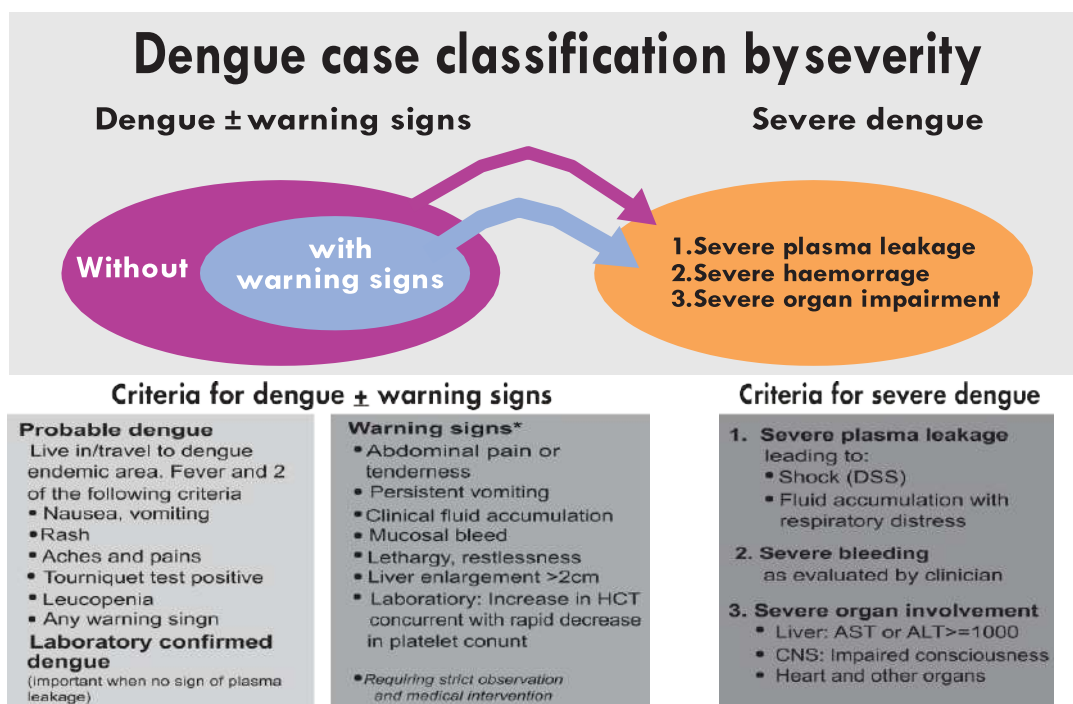 Dengue case classification by severity
Dengue ± warning signs
Severe dengue
Without
with
warning signs
1.Severe plasma leakage
2.Severe haemorrage
3.Severe organ impairment
Criteria for dengue ± warning signs
Probable dengue
Live in/travel to dengue
endemic area. Fever and 2
of the following criteria
• Nausea, vomiting
•Rash
• Aches and pains
• Tourniquet test positive
• Leucopenia
• Any warning singn
Laboratory confirmed
dengue
(important when no sign of plasma
leakage)
Warning signs*
•Abdominal pain or
tenderness
• Persistent vomiting
•Clinical fluid accumulation
• Mucosal bleed
• Lethargy, restlessness
• Liver enlargement >2cm
• Laboratiory: Increase in HCT
concurrent with rapid decrease
in platelet conunt
•Requiring strict observation
and medical intervention
Criteria for severe dengue
1. Severe plasma leakage
leading to:
•Shock (DSS)
• Fluid accumulation with
respiratory distress
2. Severe bleeding
as evaluated by clinician
3. Severe organ involvement
• Liver: AST or ALT>=1000
• CNS: Impaired consciousness
• Heart and other organs